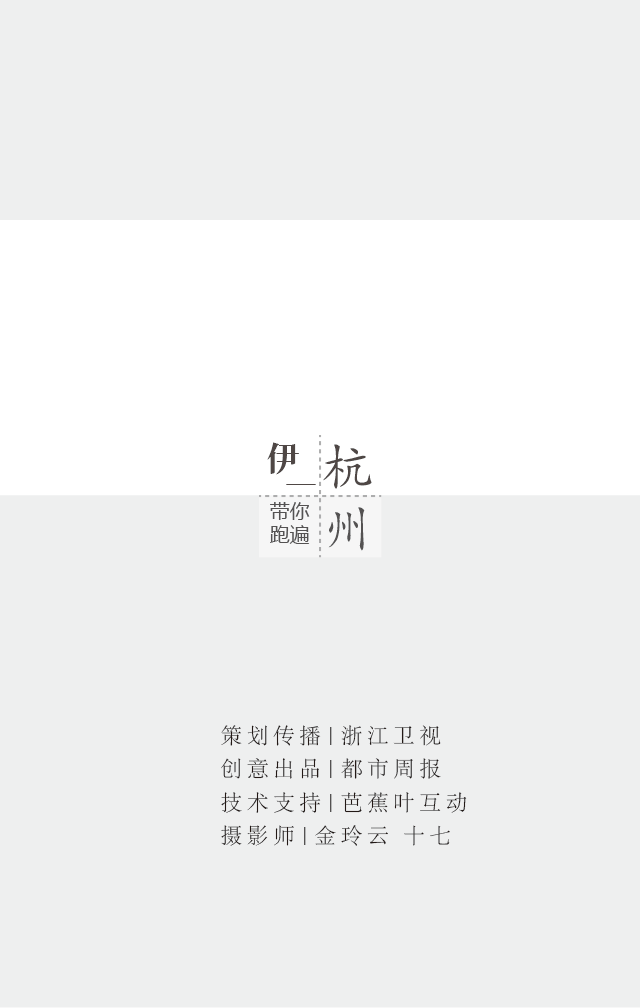 伊一
带你
跑遍
杭
州
策划传播|浙江卫视
创意出品|都市周报
技术支持|芭蕉叶互动
摄影师|金玲云 十七